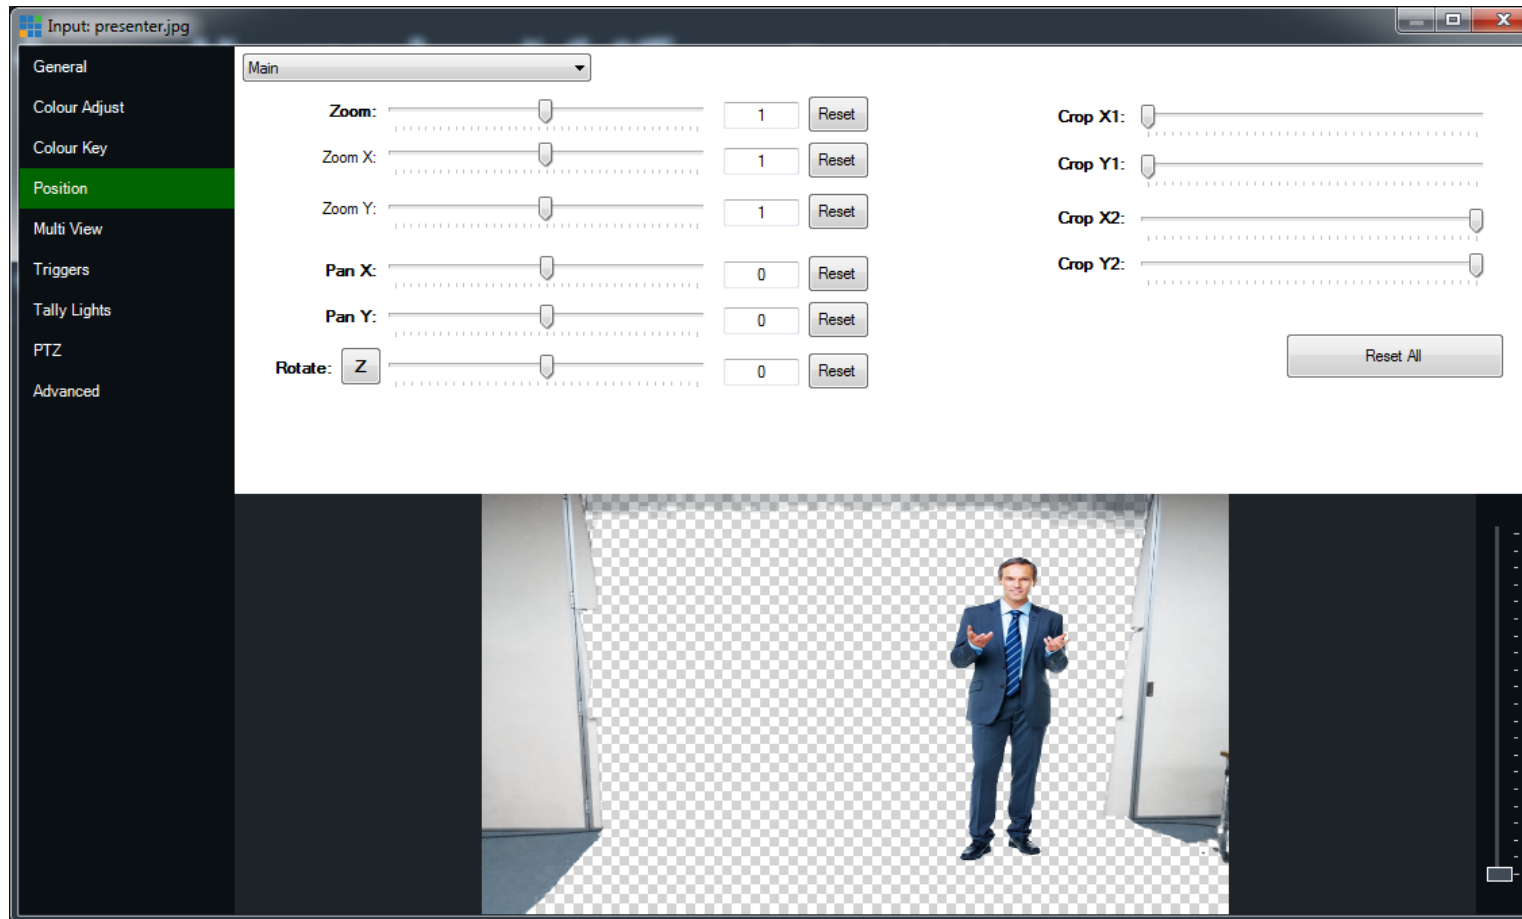 Input: presenter.jpg
General
Colour Adjust
Colour Key
Position
Multi View
Triggers
Tally Lights
PTZ
Advanced
Main
Zoom: 1 Reset
Zoom X: 1 Reset
Zoom Y: 1 Reset
Pan X: 0 Reset
Pan Y: 0 Reset
Rotate: Z 0 Reset
Crop X1:
Crop Y1:
Crop X2:
Crop Y2:
Reset All